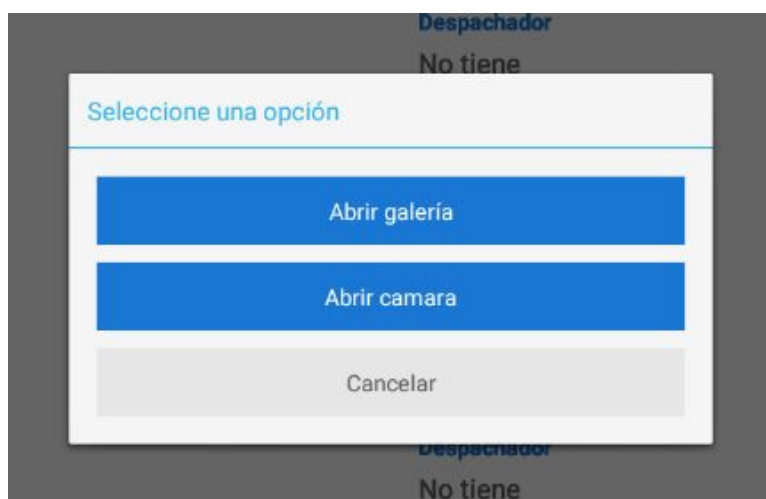 Despachador
No tiene
Seleccione una opción
Abrir galería
Abrir camara
Cancelar
Despachador
No tiene